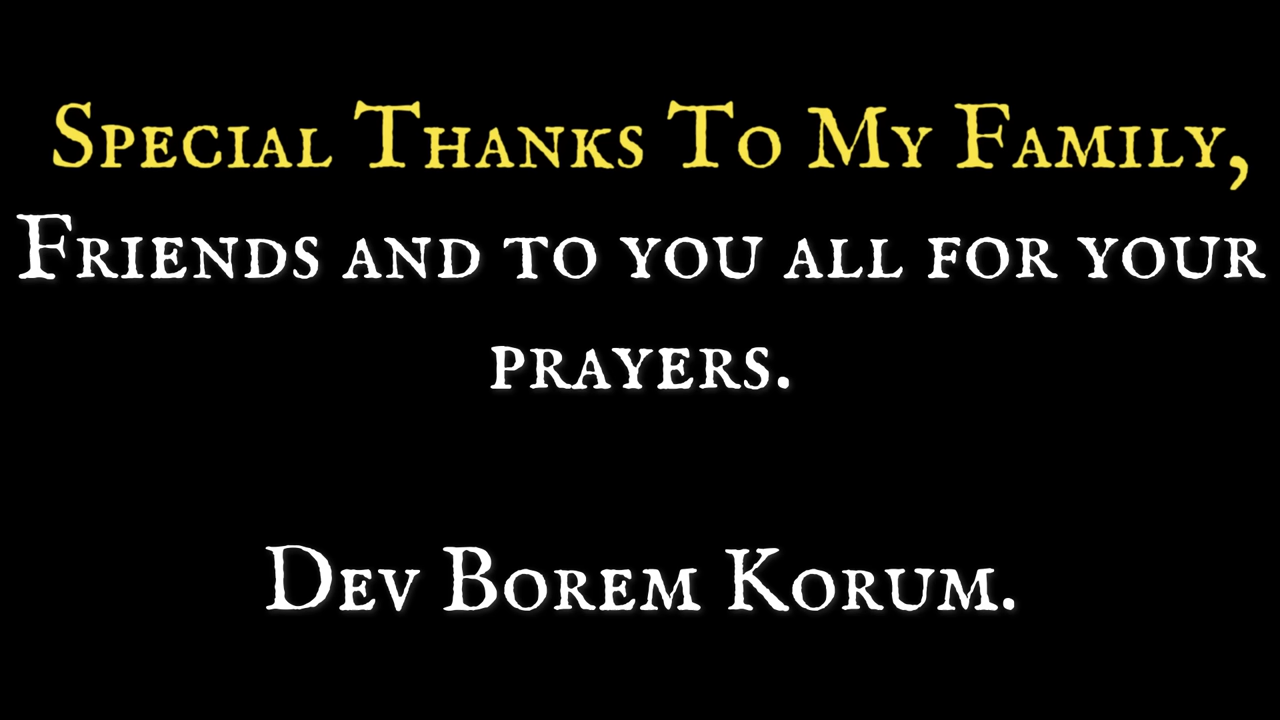 Special Thanks To My Family,
Friends and to you all for your
prayers.
Dev Borem Korum.